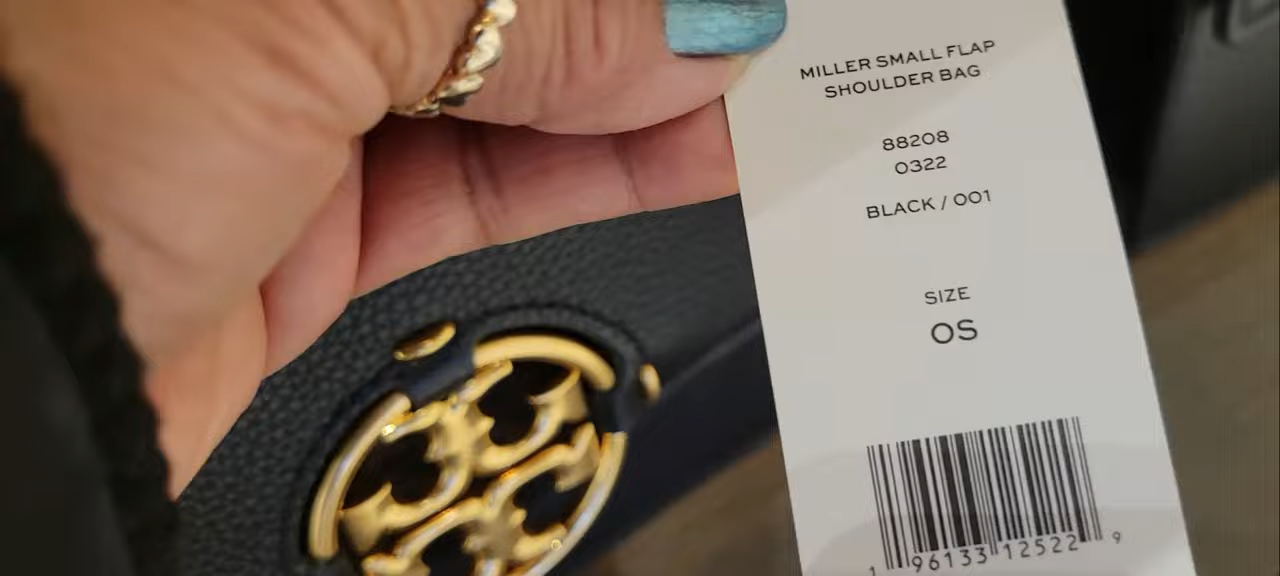 MILLER SMALL FLAP
SHOULDER BAG
88208
0322
BLACK / 001
SIZE
OS
1 96133 12522 9